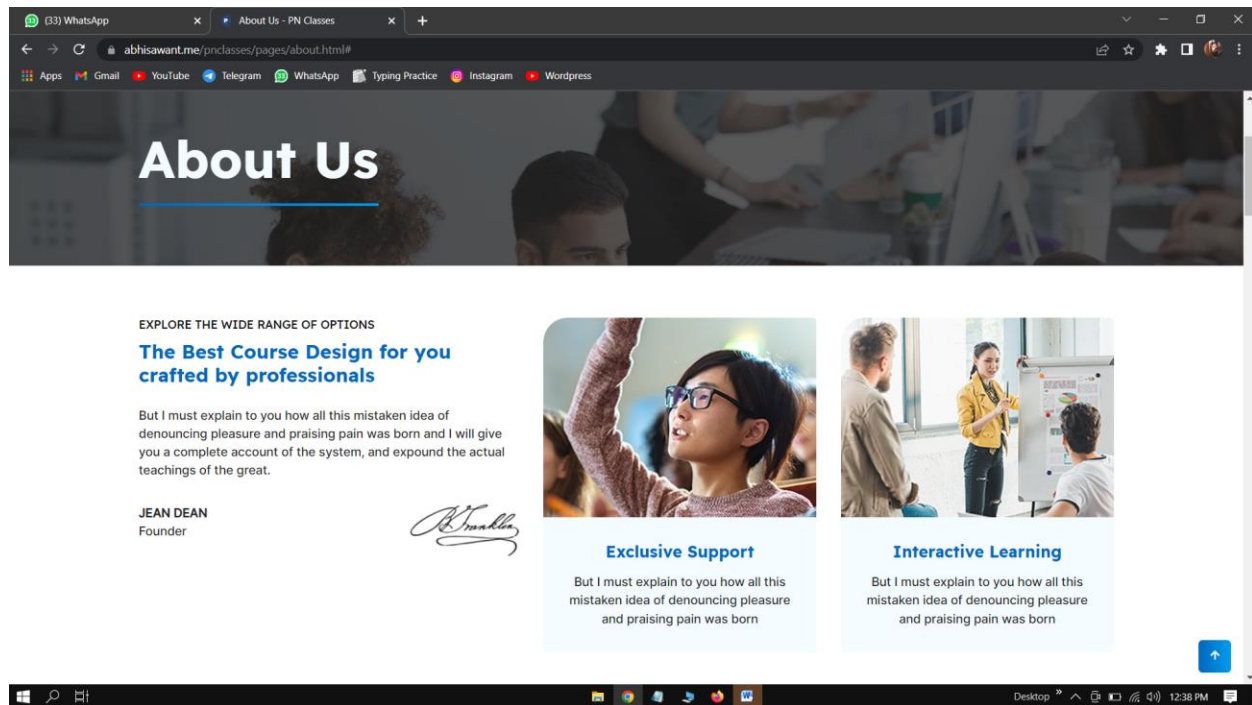 (33) WhatsApp
About Us - PN Classes
abhisawant.me/pnclasses/pages/about.html#
Apps
Gmail
YouTube
Telegram
WhatsApp
Typing Practice
Instagram
Wordpress
About Us
EXPLORE THE WIDE RANGE OF OPTIONS
The Best Course Design for you
crafted by professionals
But I must explain to you how all this mistaken idea of
denouncing pleasure and praising pain was born and I will give
you a complete account of the system, and expound the actual
teachings of the great.
JEAN DEAN
Founder
B Franklin
Exclusive Support
But I must explain to you how all this
mistaken idea of denouncing pleasure
and praising pain was born
Interactive Learning
But I must explain to you how all this
mistaken idea of denouncing pleasure
and praising pain was born
Desktop
12:38 PM